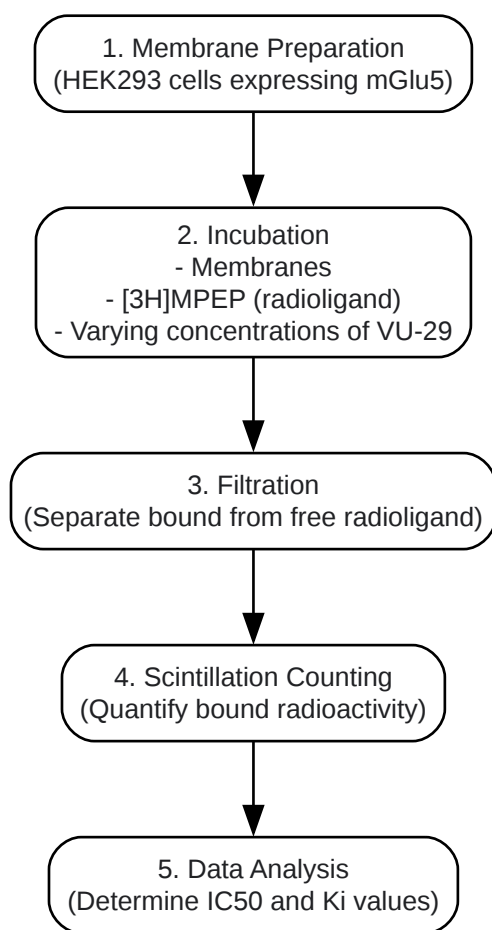 1. Membrane Preparation
(HEK293 cells expressing mGlu5)
2. Incubation
- Membranes
- [3H]MPEP (radioligand)
- Varying concentrations of VU-29
3. Filtration
(Separate bound from free radioligand)
4. Scintillation Counting
(Quantify bound radioactivity)
5. Data Analysis
(Determine IC50 and Ki values)